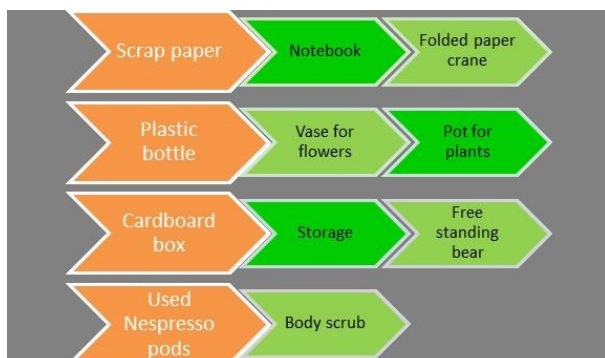 Scrap paper
Notebook
Folded paper
crane
Plastic
bottle
Vase for
flowers
Pot for
plants
Cardboard
box
Storage
Free
standing
bear
Used
Nespresso
pods
Body scrub